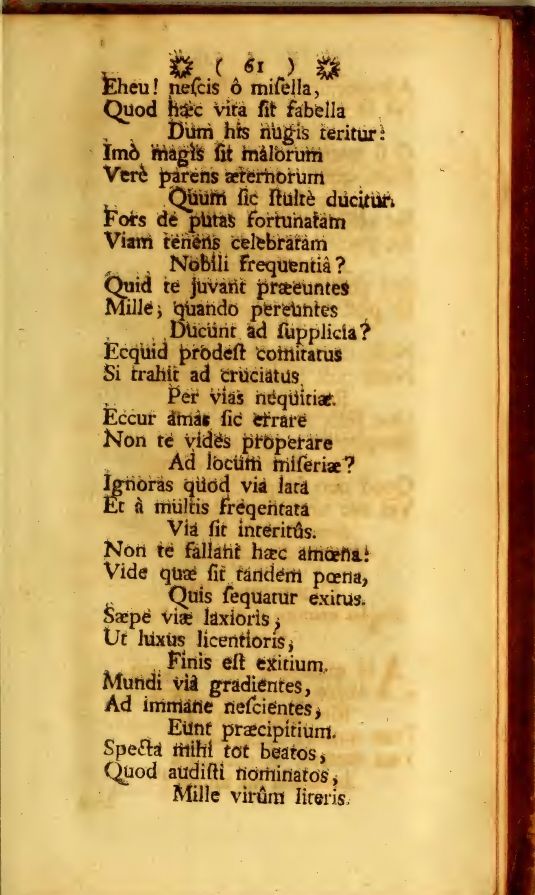 ( 61 )
Eheu! neſcis ô miſella,
Quod hæc vita ſit fabella
Dum his nugis teritur:
Imò magis ſit malorum
Verè parens æternorum
Quum ſic ſtultè ducitur.
Fors de putas fortunatam
Viam tenens celebratam
Nobili frequentiâ?
Quid te juvant præeuntes
Mille; quando pereuntes
Ducunt ad ſupplicia?
Ecquid prodeſt comitatus
Si trahit ad cruciatus
Per vias nequitiæ.
Eccur amas ſic errare
Non te vides properare
Ad locum miſeriæ?
Ignoras quod via lata
Et à multis freqentata
Via ſit interitûs.
Non te fallant hæc amœna!
Vide quæ ſit tandem pœna,
Quis ſequatur exitus.
Sæpe viæ laxioris,
Ut luxus licentioris,
Finis eſt exitium.
Mundi viâ gradientes,
Ad immane neſcientes,
Eunt præcipitium.
Specta mihi tot beatos,
Quod audiſti nominatos,
Mille virûm literis.